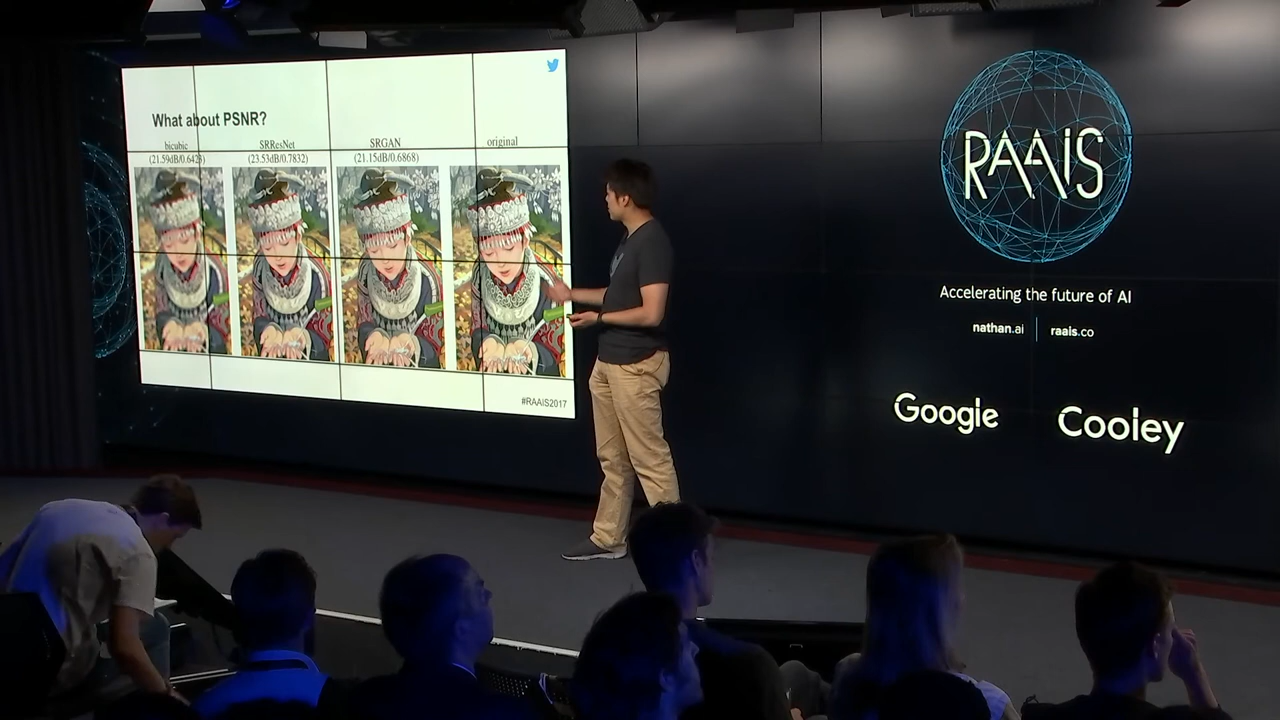 What about PSNR?
bicubic SRResNet SRGAN original
(21.59dB/0.6423) (23.53dB/0.7832) (21.15dB/0.6868)
#RAAIS2017
RAAIS
Accelerating the future of AI
nathan.ai raais.co
Google Cooley